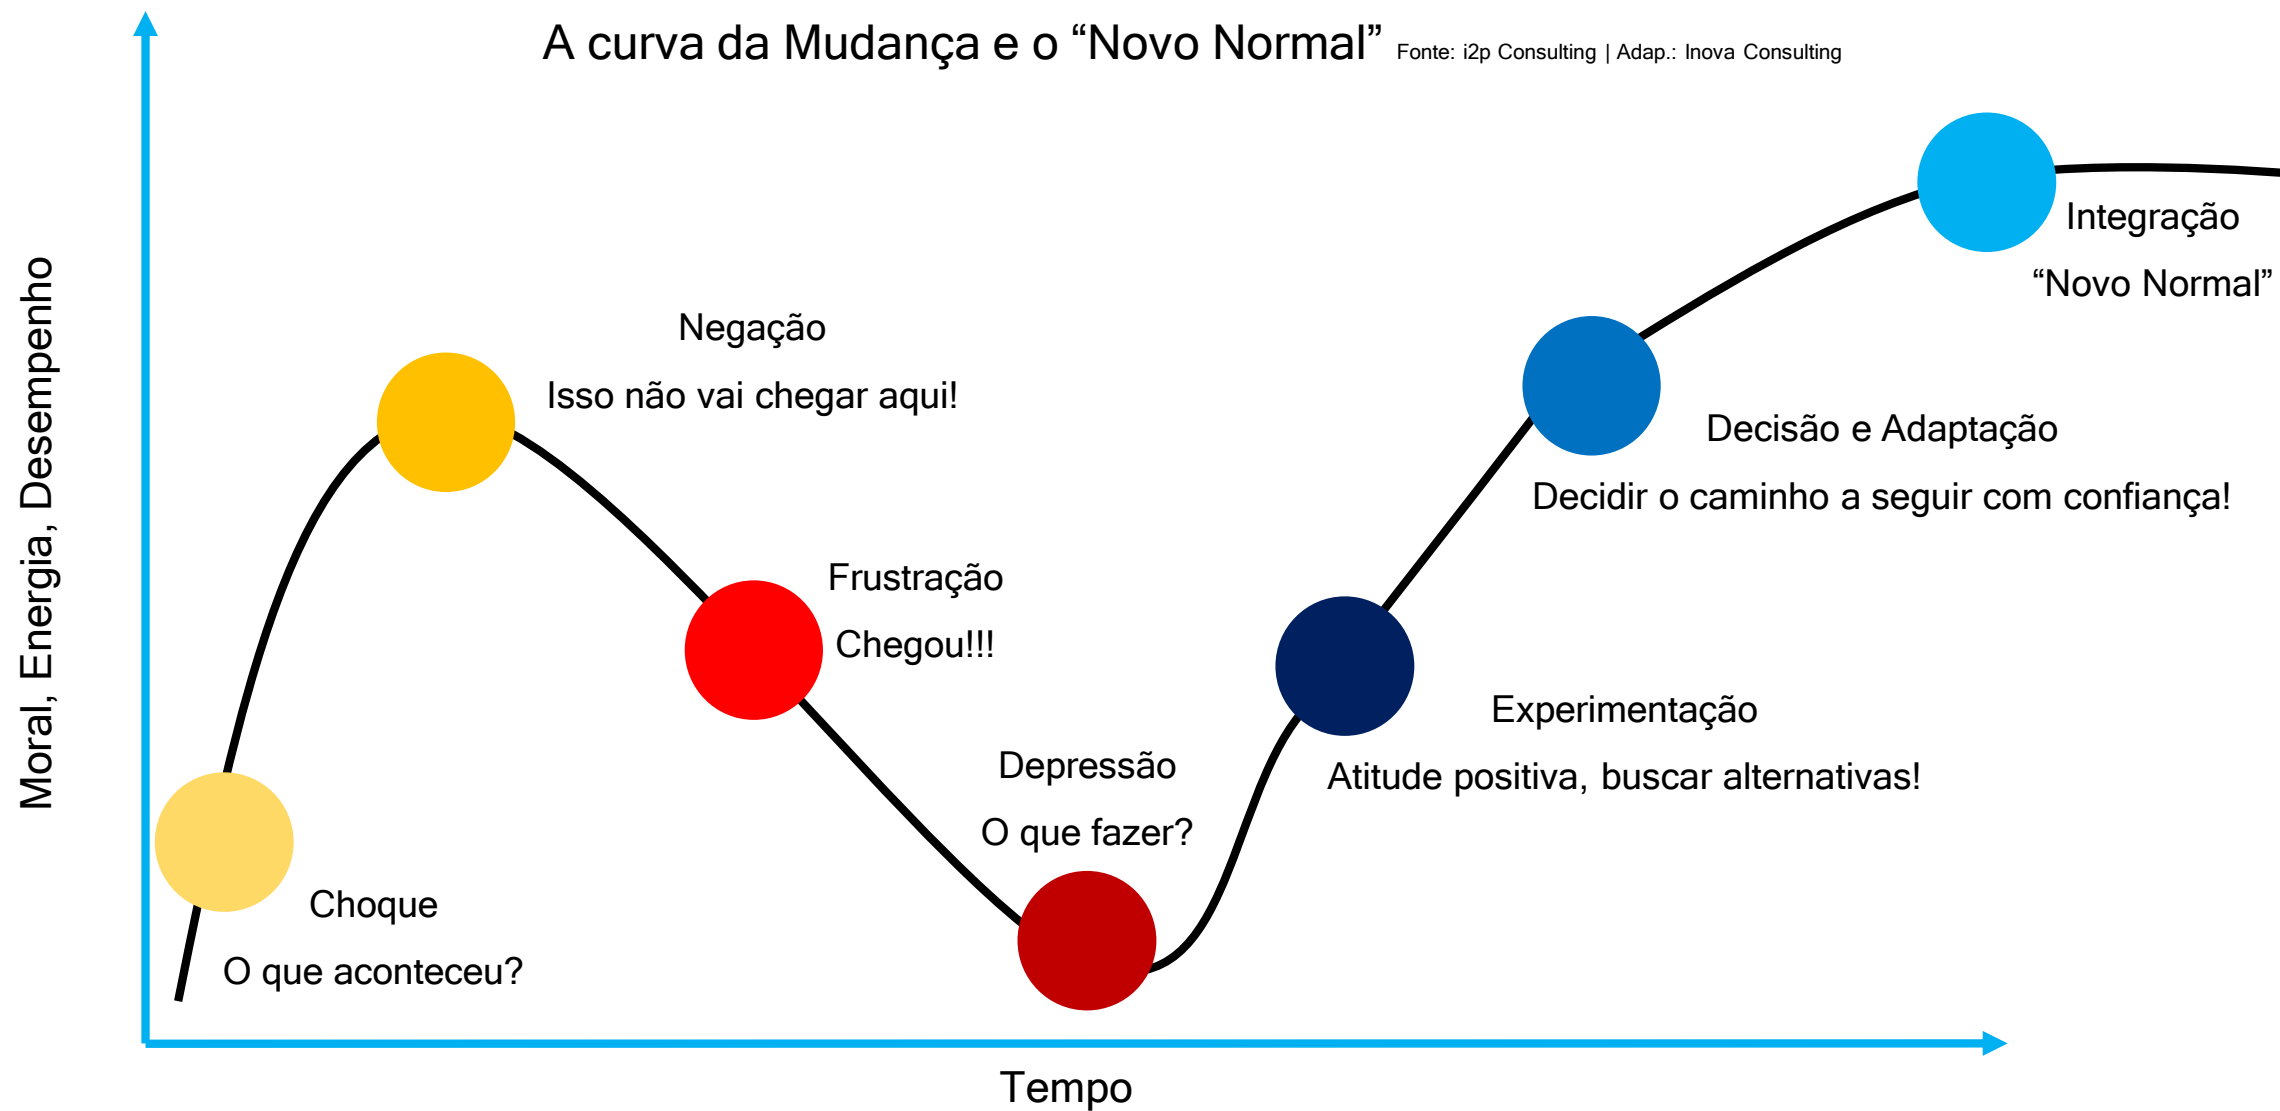 A curva da Mudança e o “Novo Normal” Fonte: i2p Consulting | Adap.: Inova Consulting
Moral, Energia, Desempenho
Choque
O que aconteceu?
Negação
Isso não vai chegar aqui!
Frustração
Chegou!!!
Depressão
O que fazer?
Experimentação
Atitude positiva, buscar alternativas!
Decisão e Adaptação
Decidir o caminho a seguir com confiança!
Integração
“Novo Normal”
Tempo